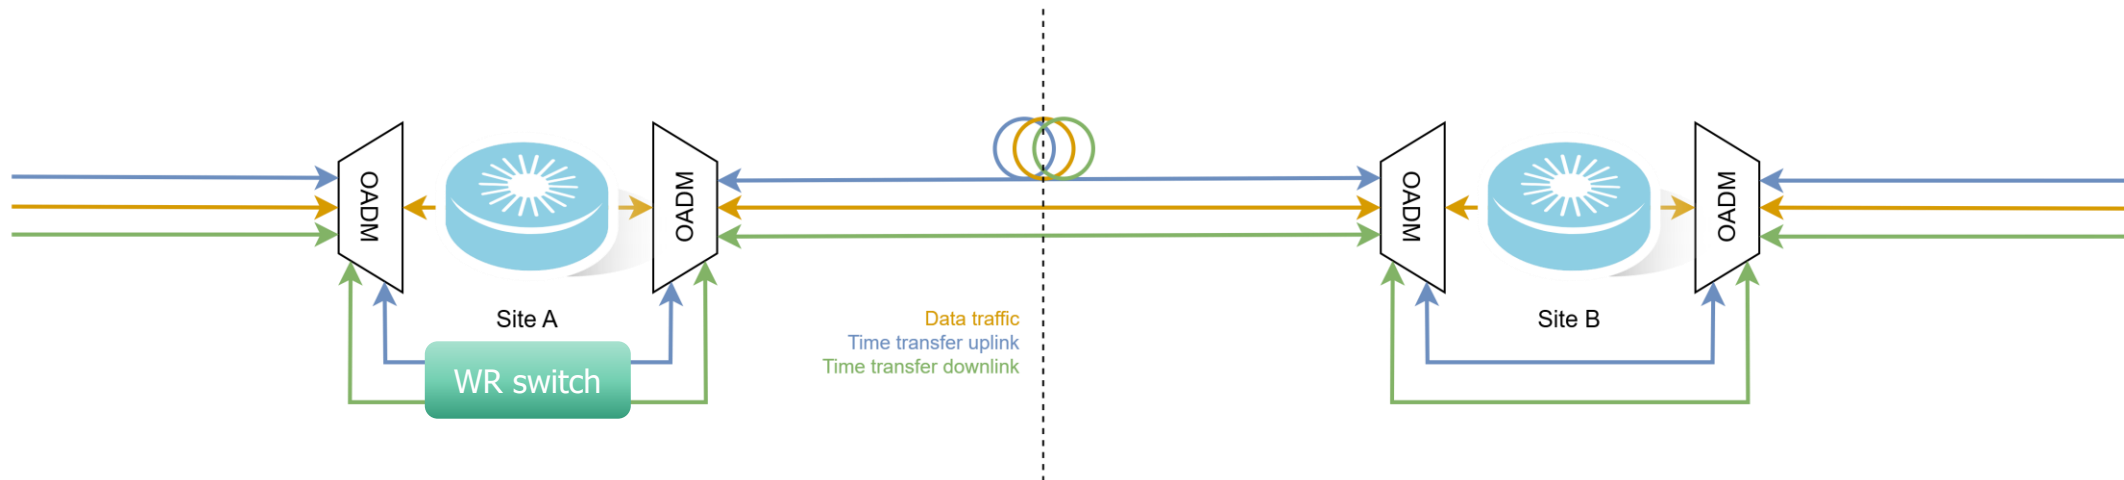 OADM
OADM
OADM
OADM
Site A
Site B
Data traffic
Time transfer uplink
Time transfer downlink
WR switch